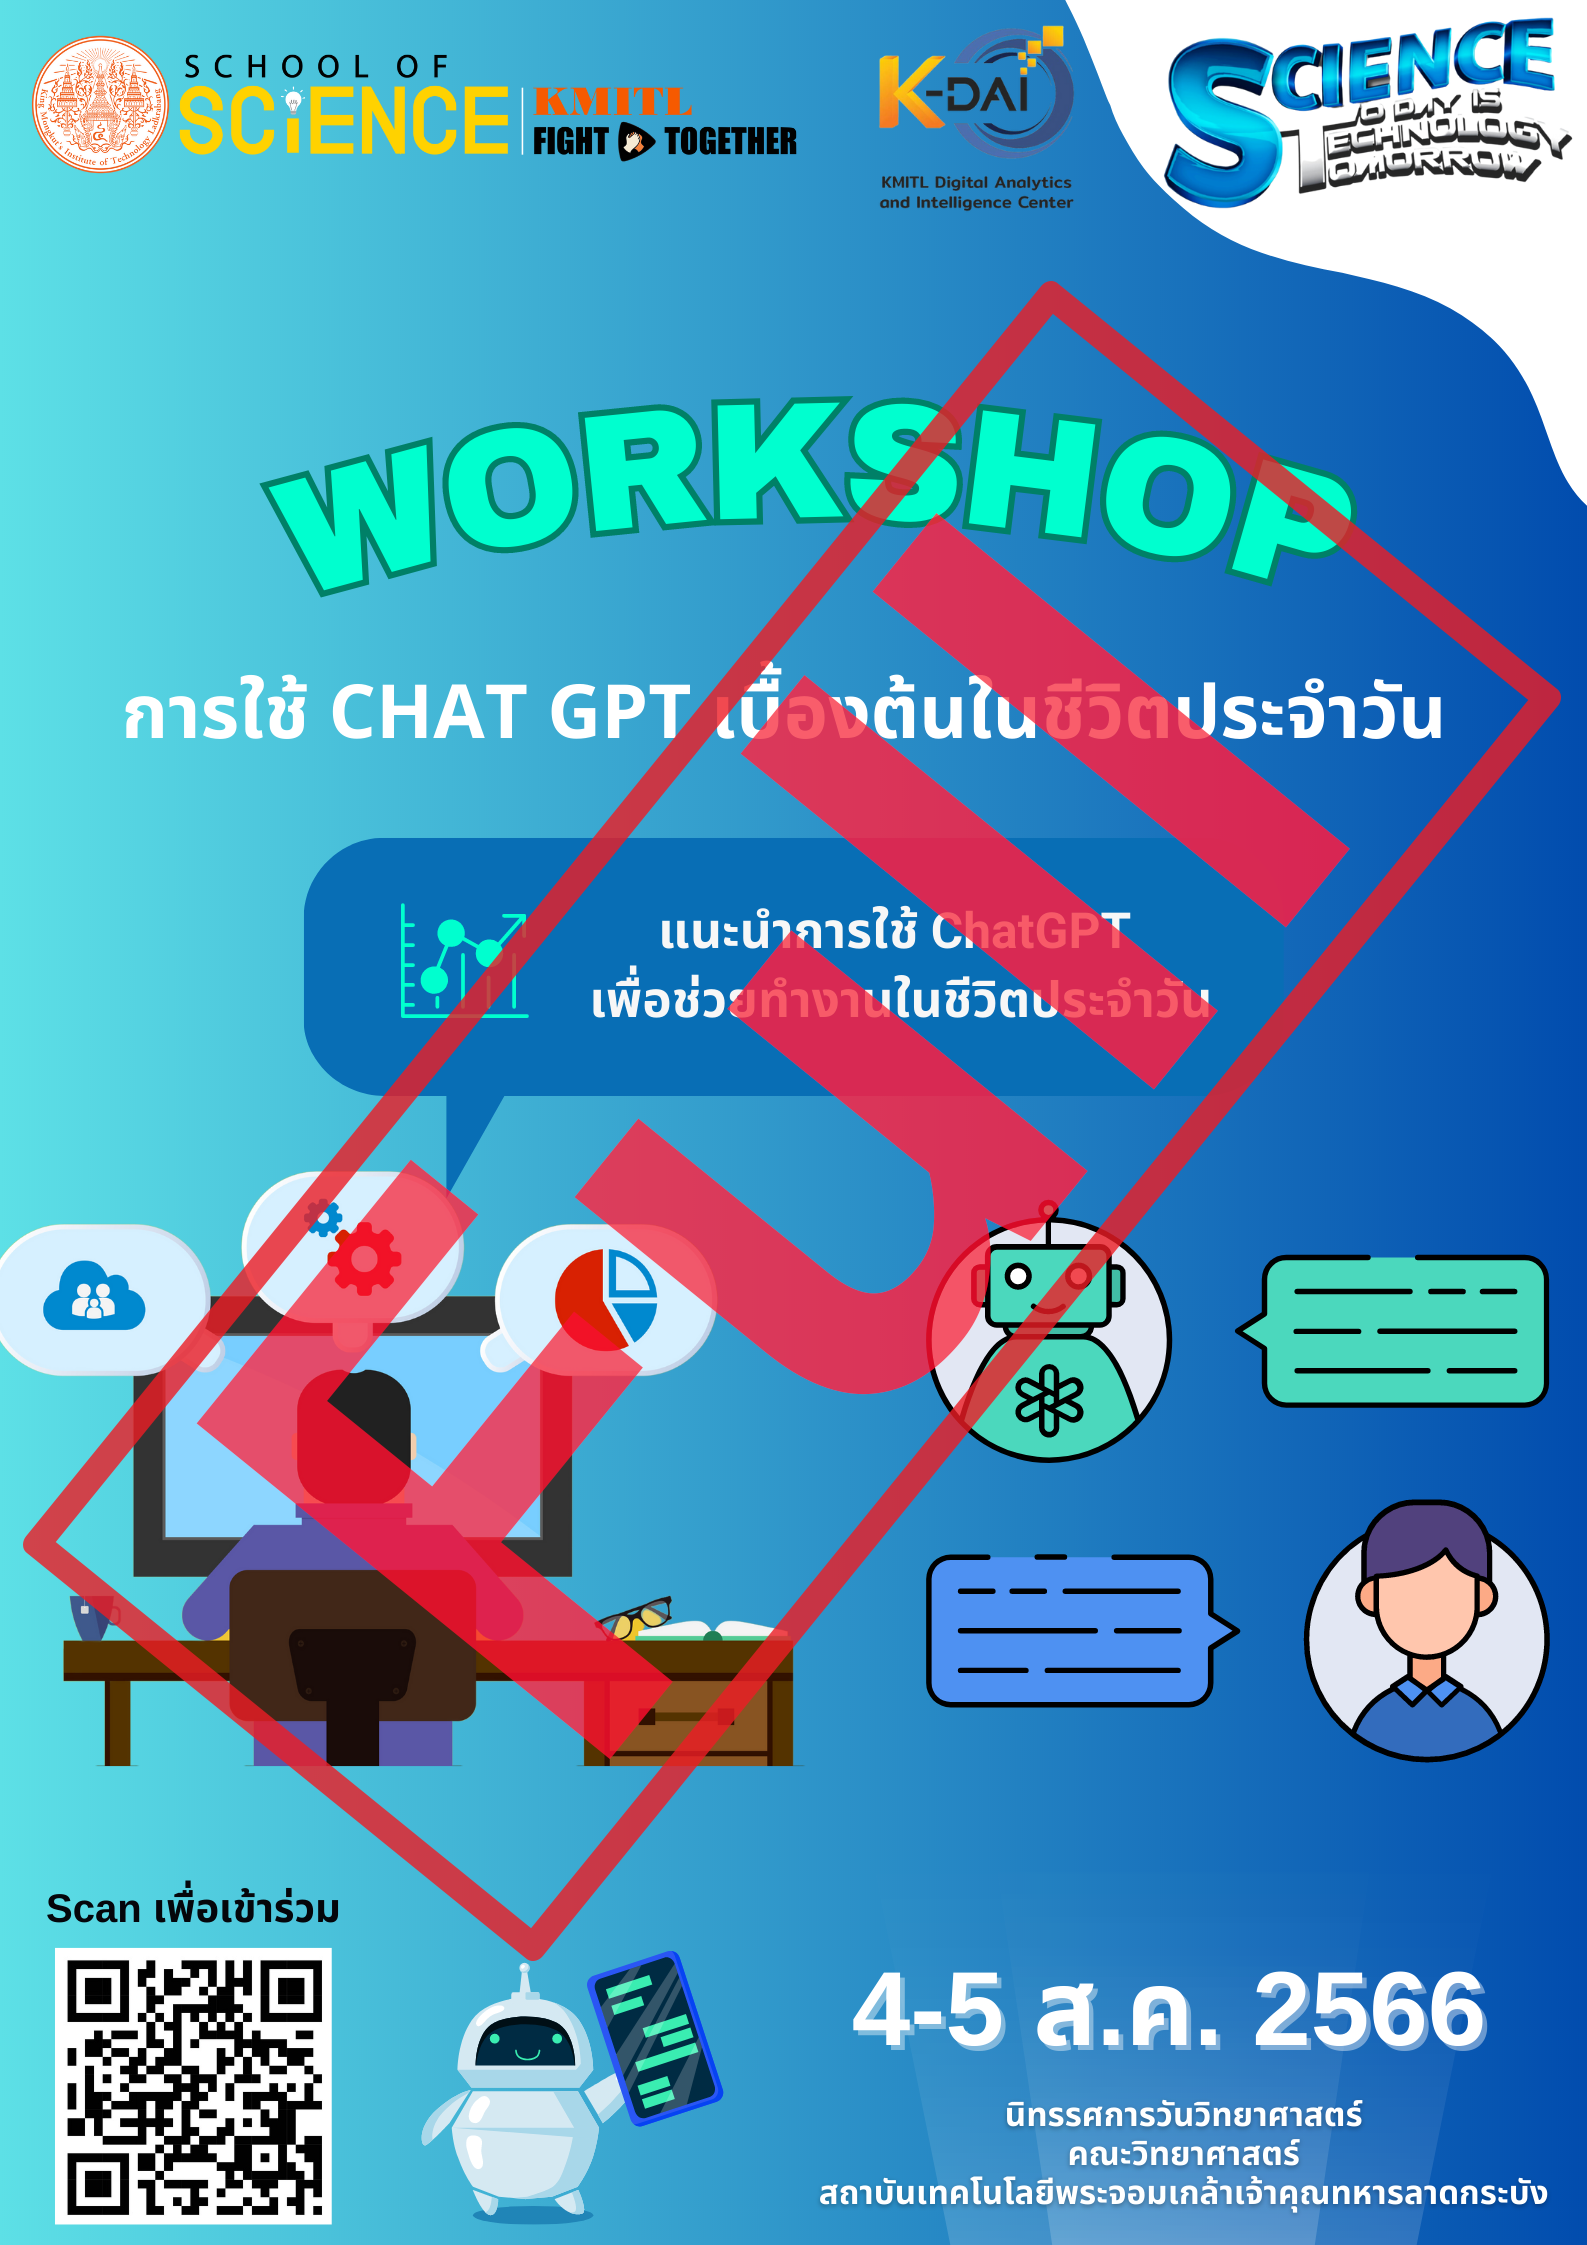 SCHOOL OF
SCIENCE
KMITL
FIGHT TOGETHER
King Mongkut's Institute of Technology Ladkrabang
K-DAI
KMITL Digital Analytics
and Intelligence Center
SCIENCE
TODAY IS
TECHNOLOGY
TOMORROW
WORKSHOP
การใช้ CHAT GPT เบื้องต้นในชีวิตประจำวัน
แนะนำการใช้ ChatGPT
เพื่อช่วยทำงานในชีวิตประจำวัน
FULL
Scan เพื่อเข้าร่วม
4-5 ส.ค. 2566
นิทรรศการวันวิทยาศาสตร์
คณะวิทยาศาสตร์
สถาบันเทคโนโลยีพระจอมเกล้าเจ้าคุณทหารลาดกระบัง